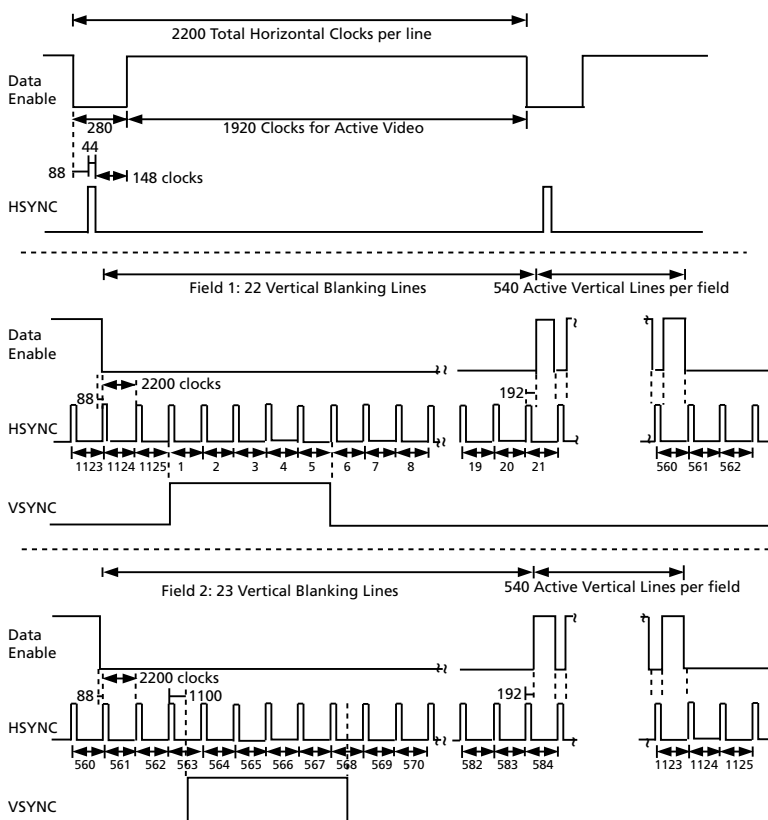 2200 Total Horizontal Clocks per line
Data
Enable
280
1920 Clocks for Active Video
44
88
148 clocks
HSYNC
Field 1: 22 Vertical Blanking Lines
540 Active Vertical Lines per field
Data
Enable
2200 clocks
88
192
HSYNC
1123 1124 1125 1 2 3 4 5 6 7 8 19 20 21 560 561 562
VSYNC
Field 2: 23 Vertical Blanking Lines
540 Active Vertical Lines per field
Data
Enable
2200 clocks
88 1100 192
HSYNC
560 561 562 563 564 565 566 567 568 569 570 582 583 584 1123 1124 1125
VSYNC